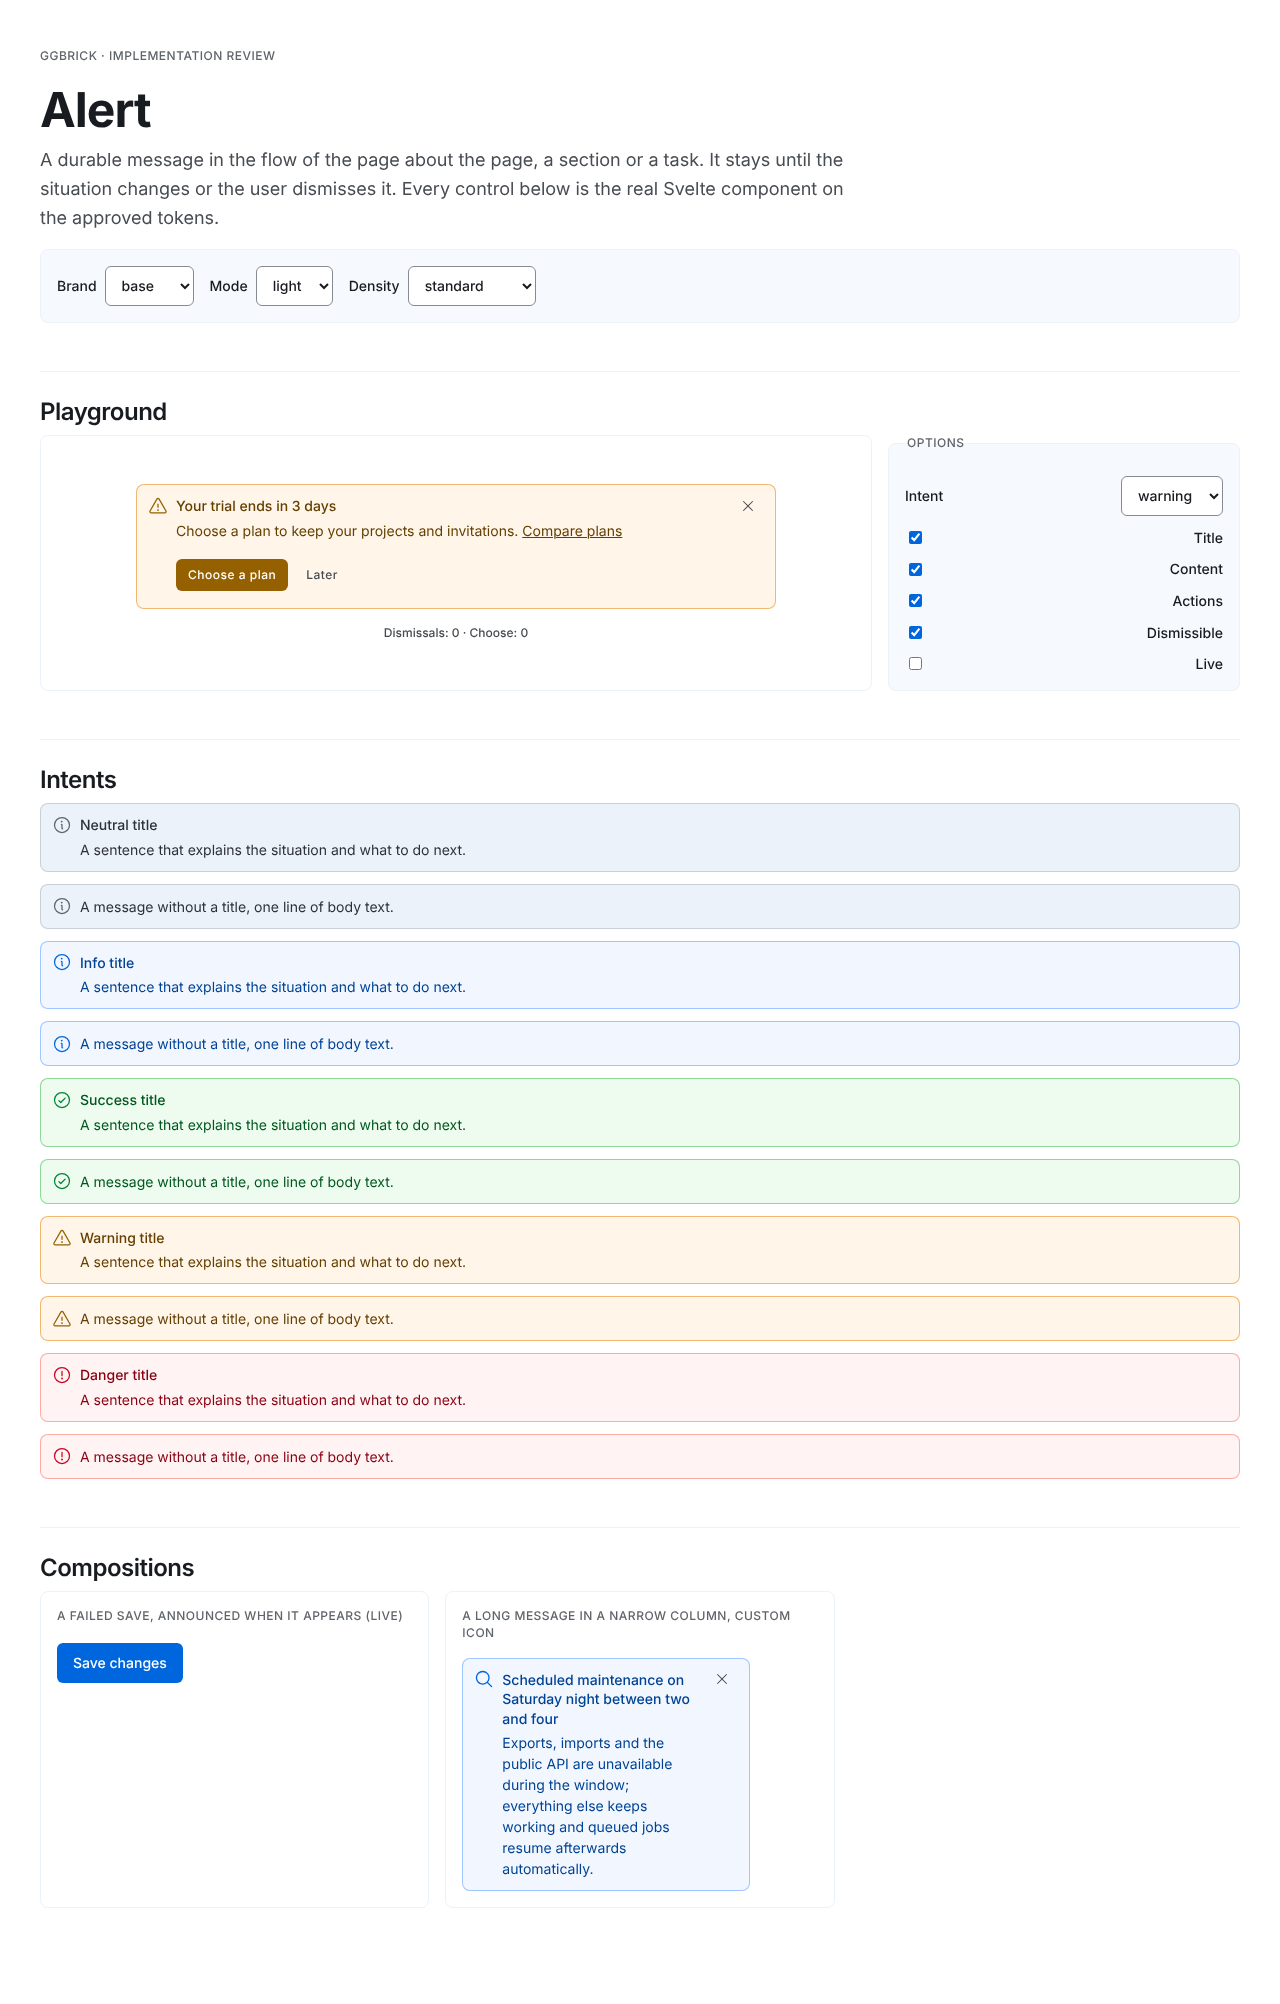 GGBRICK · IMPLEMENTATION REVIEW
Alert
A durable message in the flow of the page about the page, a section or a task. It stays until the
situation changes or the user dismisses it. Every control below is the real Svelte component on
the approved tokens.
Brand base Mode light Density standard
Playground
Your trial ends in 3 days
Choose a plan to keep your projects and invitations. Compare plans
Choose a plan Later
Dismissals: 0 · Choose: 0
OPTIONS
Intent warning
Title
Content
Actions
Dismissible
Live
Intents
Neutral title
A sentence that explains the situation and what to do next.
A message without a title, one line of body text.
Info title
A sentence that explains the situation and what to do next.
A message without a title, one line of body text.
Success title
A sentence that explains the situation and what to do next.
A message without a title, one line of body text.
Warning title
A sentence that explains the situation and what to do next.
A message without a title, one line of body text.
Danger title
A sentence that explains the situation and what to do next.
A message without a title, one line of body text.
Compositions
A FAILED SAVE, ANNOUNCED WHEN IT APPEARS (LIVE)
Save changes
A LONG MESSAGE IN A NARROW COLUMN, CUSTOM
ICON
Scheduled maintenance on
Saturday night between two
and four
Exports, imports and the
public API are unavailable
during the window;
everything else keeps
working and queued jobs
resume afterwards
automatically.